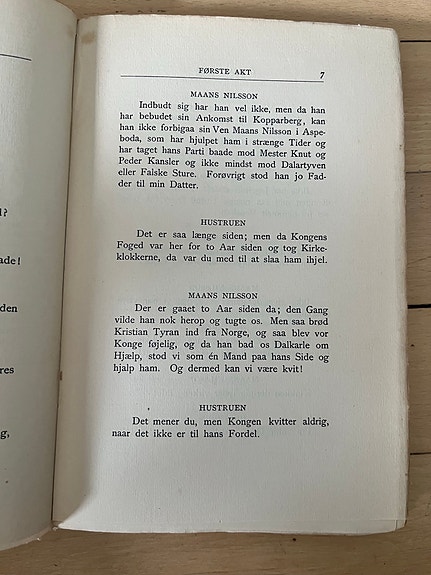 d?
ade!
den
res
g,
FØRSTE AKT 7
MAANS NILSSON
Indbudt sig har han vel ikke, men da han
har bebudet sin Ankomst til Kopparberg, kan
han ikke forbigaa sin Ven Maans Nilsson i Aspe-
boda, som har hjulpet ham i strænge Tider og
har taget hans Parti baade mod Mester Knut og
Peder Kansler og ikke mindst mod Dalartyven
eller Falske Sture. Forøvrigt stod han jo Fad-
der til min Datter.
HUSTRUEN
Det er saa længe siden; men da Kongens
Foged var her for to Aar siden og tog Kirke-
klokkerne, da var du med til at slaa ham ihjel.
MAANS NILSSON
Der er gaaet to Aar siden da; den Gang
vilde han nok herop og tugte os. Men saa brød
Kristian Tyran ind fra Norge, og saa blev vor
Konge føjelig, og da han bad os Dalkarle om
Hjælp, stod vi som én Mand paa hans Side og
hjalp ham. Og dermed kan vi være kvit!
HUSTRUEN
Det mener du, men Kongen kvitter aldrig,
naar det ikke er til hans Fordel.